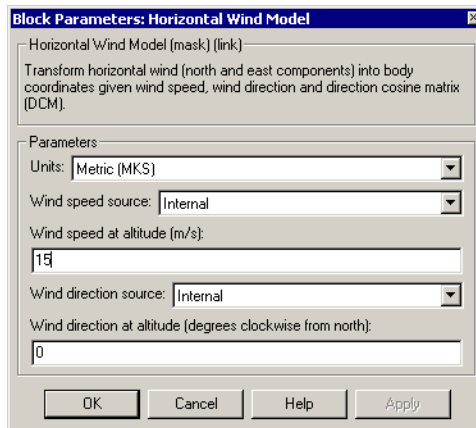 Block Parameters: Horizontal Wind Model
Horizontal Wind Model (mask) (link)
Transform horizontal wind (north and east components) into body
coordinates given wind speed, wind direction and direction cosine matrix
(DCM).
Parameters
Units: Metric (MKS)
Wind speed source: Internal
Wind speed at altitude (m/s):
15
Wind direction source: Internal
Wind direction at altitude (degrees clockwise from north):
0
OK Cancel Help Apply